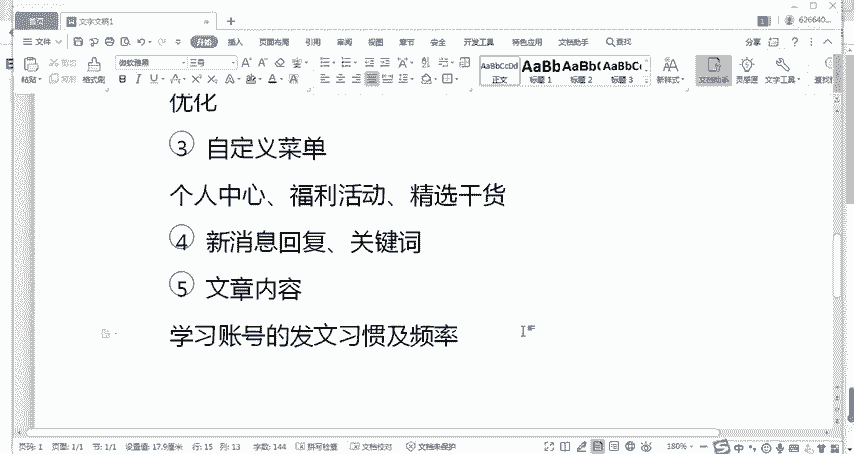 首页 文字文稿1 + 1 626640...
文件 开始 插入 页面布局 引用 审阅 视图 章节 安全 开发工具 特色应用 文档助手 查找 分享
粘贴 剪切 复制 格式刷 微软雅黑 三号 AaBbCcDd 正文 AaBb 标题 1 AaBb( 标题 2 AaBbC 标题 3 新样式 文档助手 灵感匣 文字工具
优化
③ 自定义菜单
个人中心、福利活动、精选干货
④ 新消息回复、关键词
⑤ 文章内容
学习账号的发文习惯及频率
页码: 1 页面: 1/1 节: 1/1 设置值: 17.9厘米 行: 15 列: 13 字数: 144 拼写检查 文档校对 文档未保护 180%